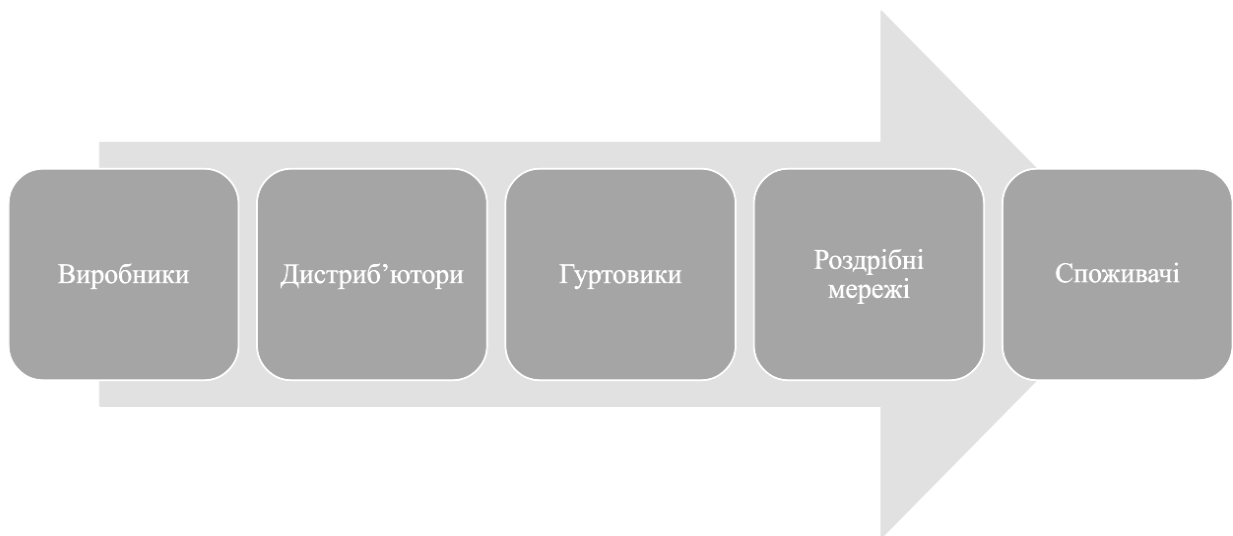 Виробники
Дистриб’ютори
Гуртовики
Роздрібні
мережі
Споживачі